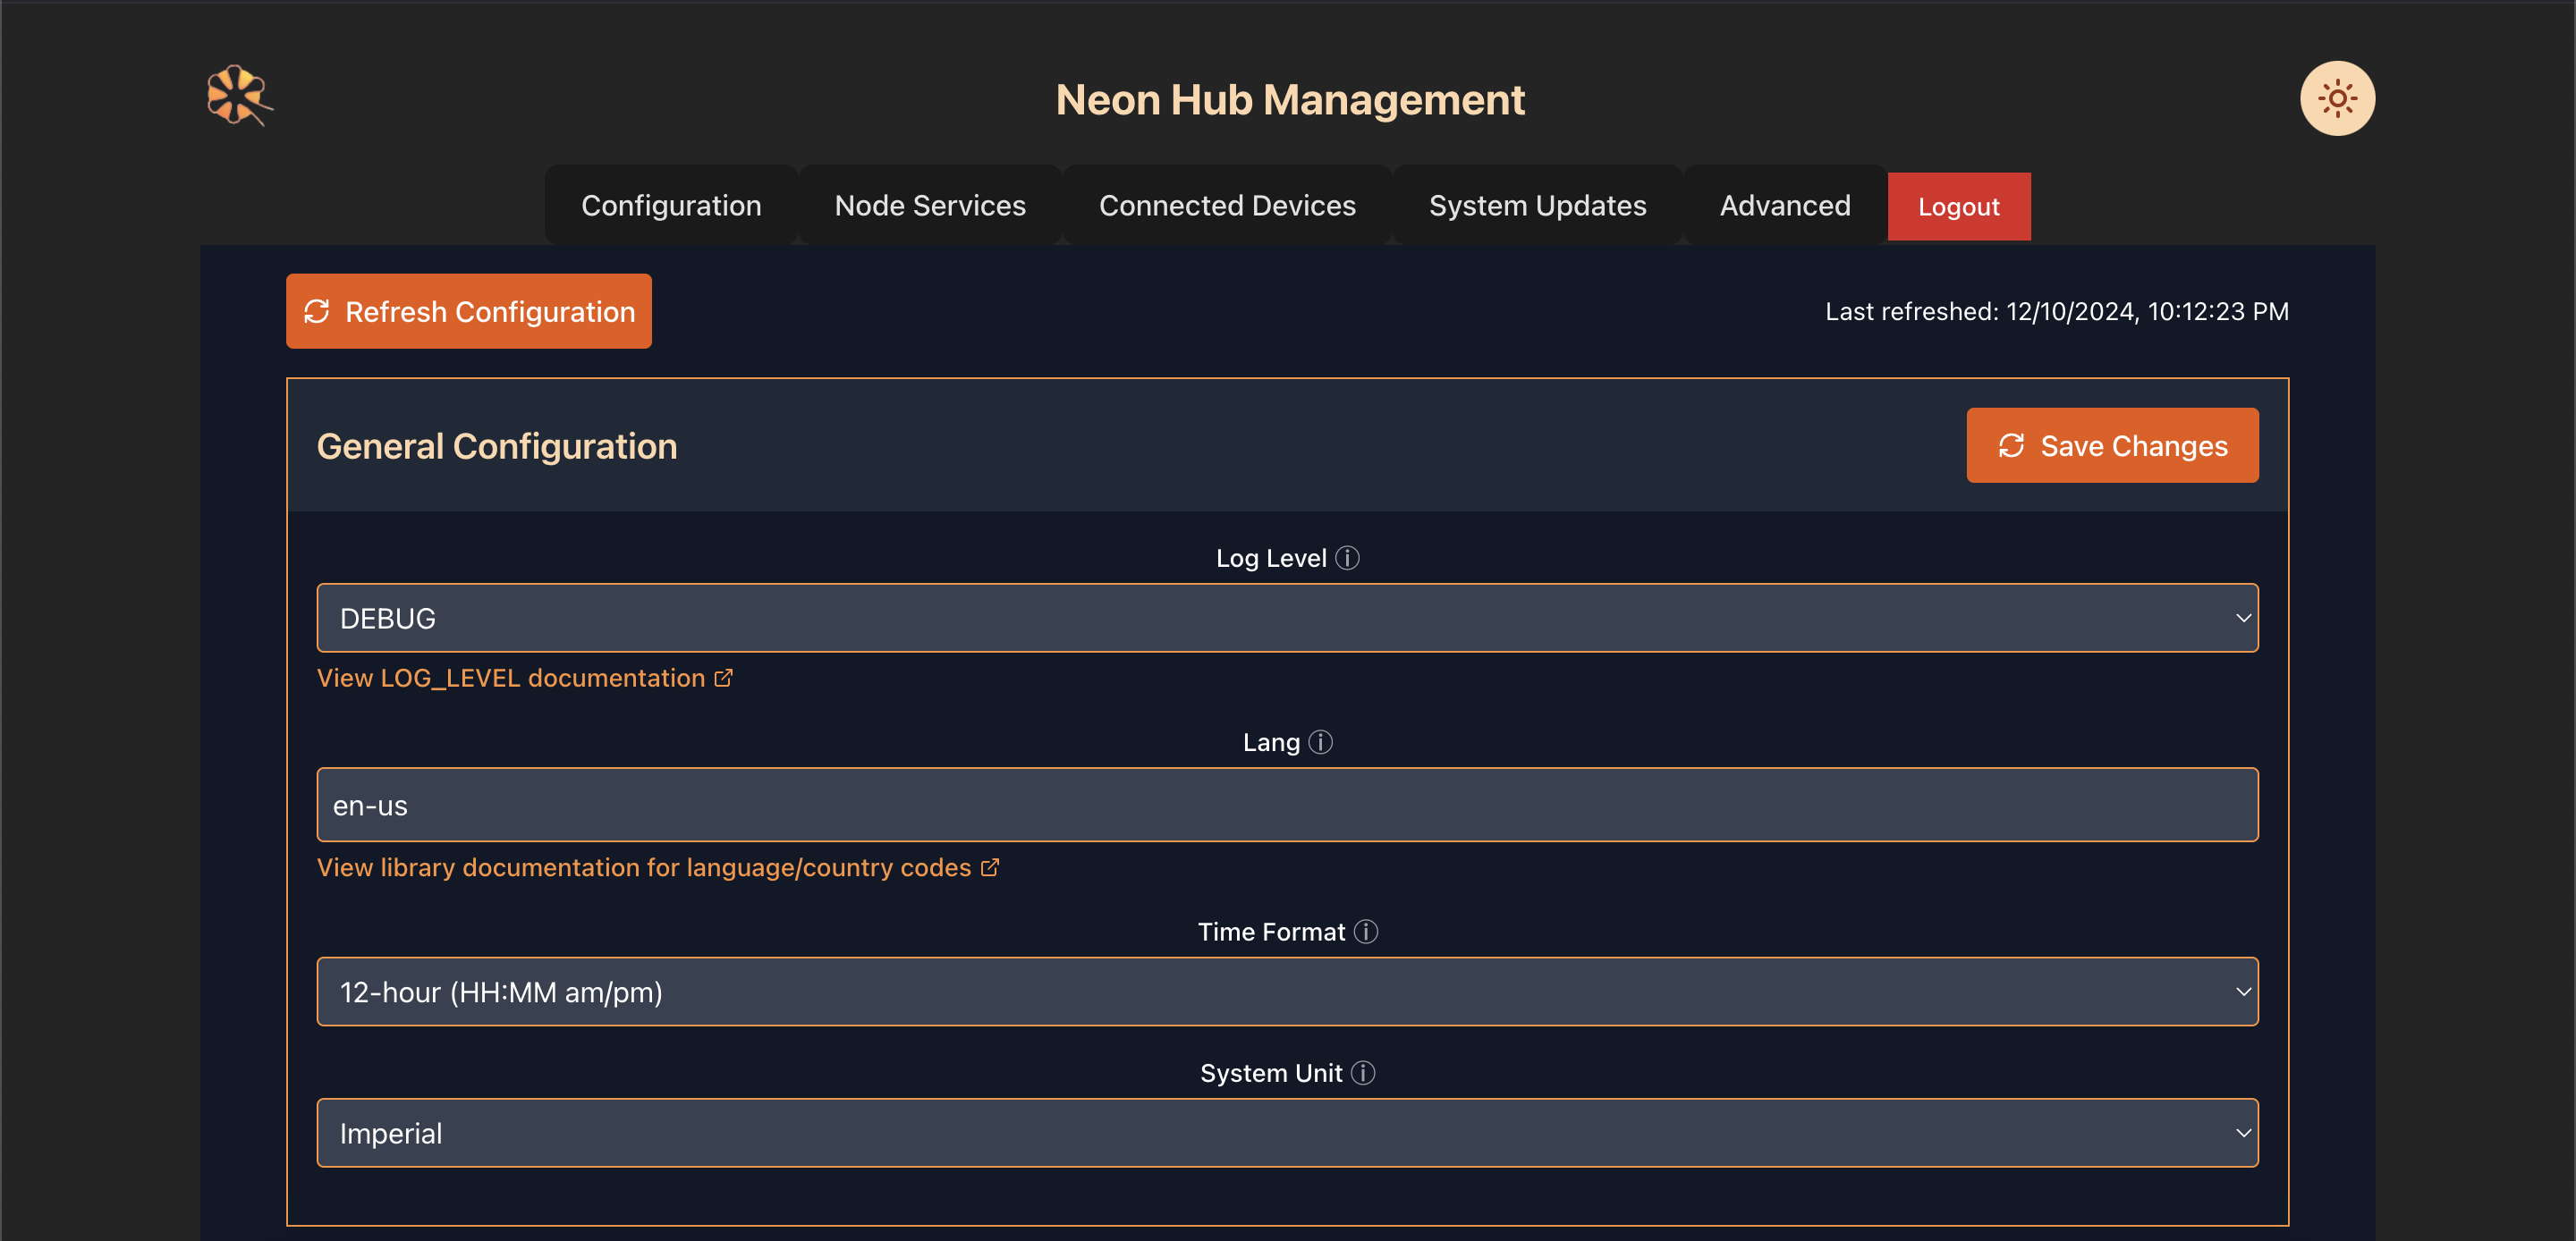 Neon Hub Management
Configuration Node Services Connected Devices System Updates Advanced Logout
Refresh Configuration Last refreshed: 12/10/2024, 10:12:23 PM
General Configuration Save Changes
Log Level
DEBUG
View LOG_LEVEL documentation
Lang
en-us
View library documentation for language/country codes
Time Format
12-hour (HH:MM am/pm)
System Unit
Imperial